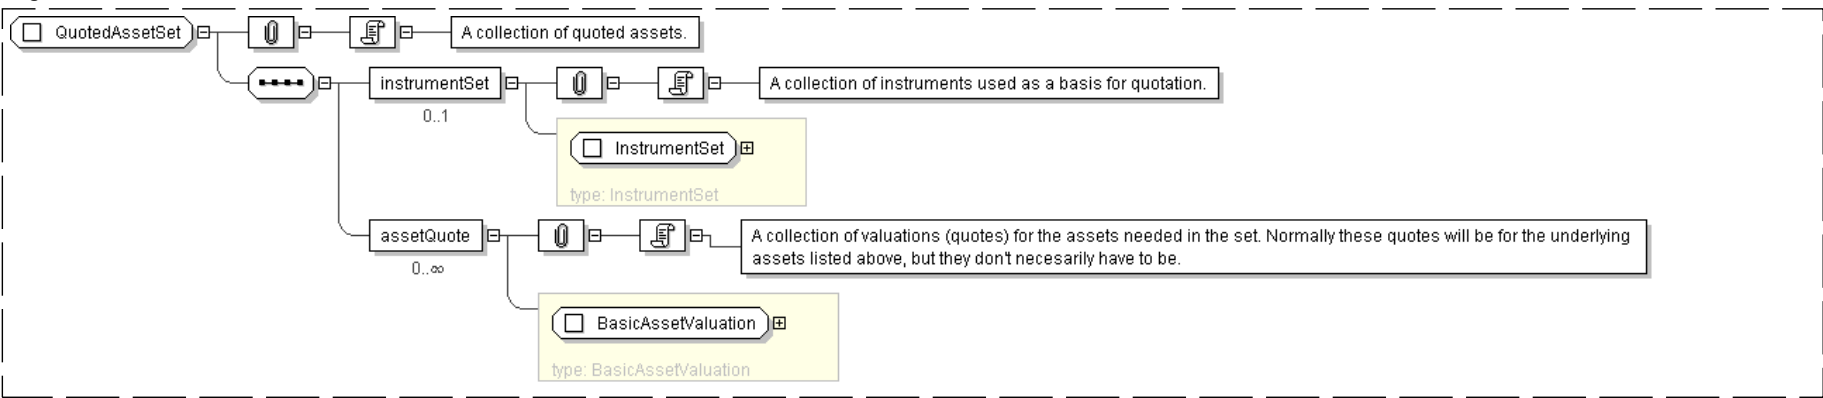 QuotedAssetSet
A collection of quoted assets.
instrumentSet
A collection of instruments used as a basis for quotation.
0..1
InstrumentSet
type: InstrumentSet
assetQuote
A collection of valuations (quotes) for the assets needed in the set. Normally these quotes will be for the underlying
assets listed above, but they don't necesarily have to be.
0..∞
BasicAssetValuation
type: BasicAssetValuation